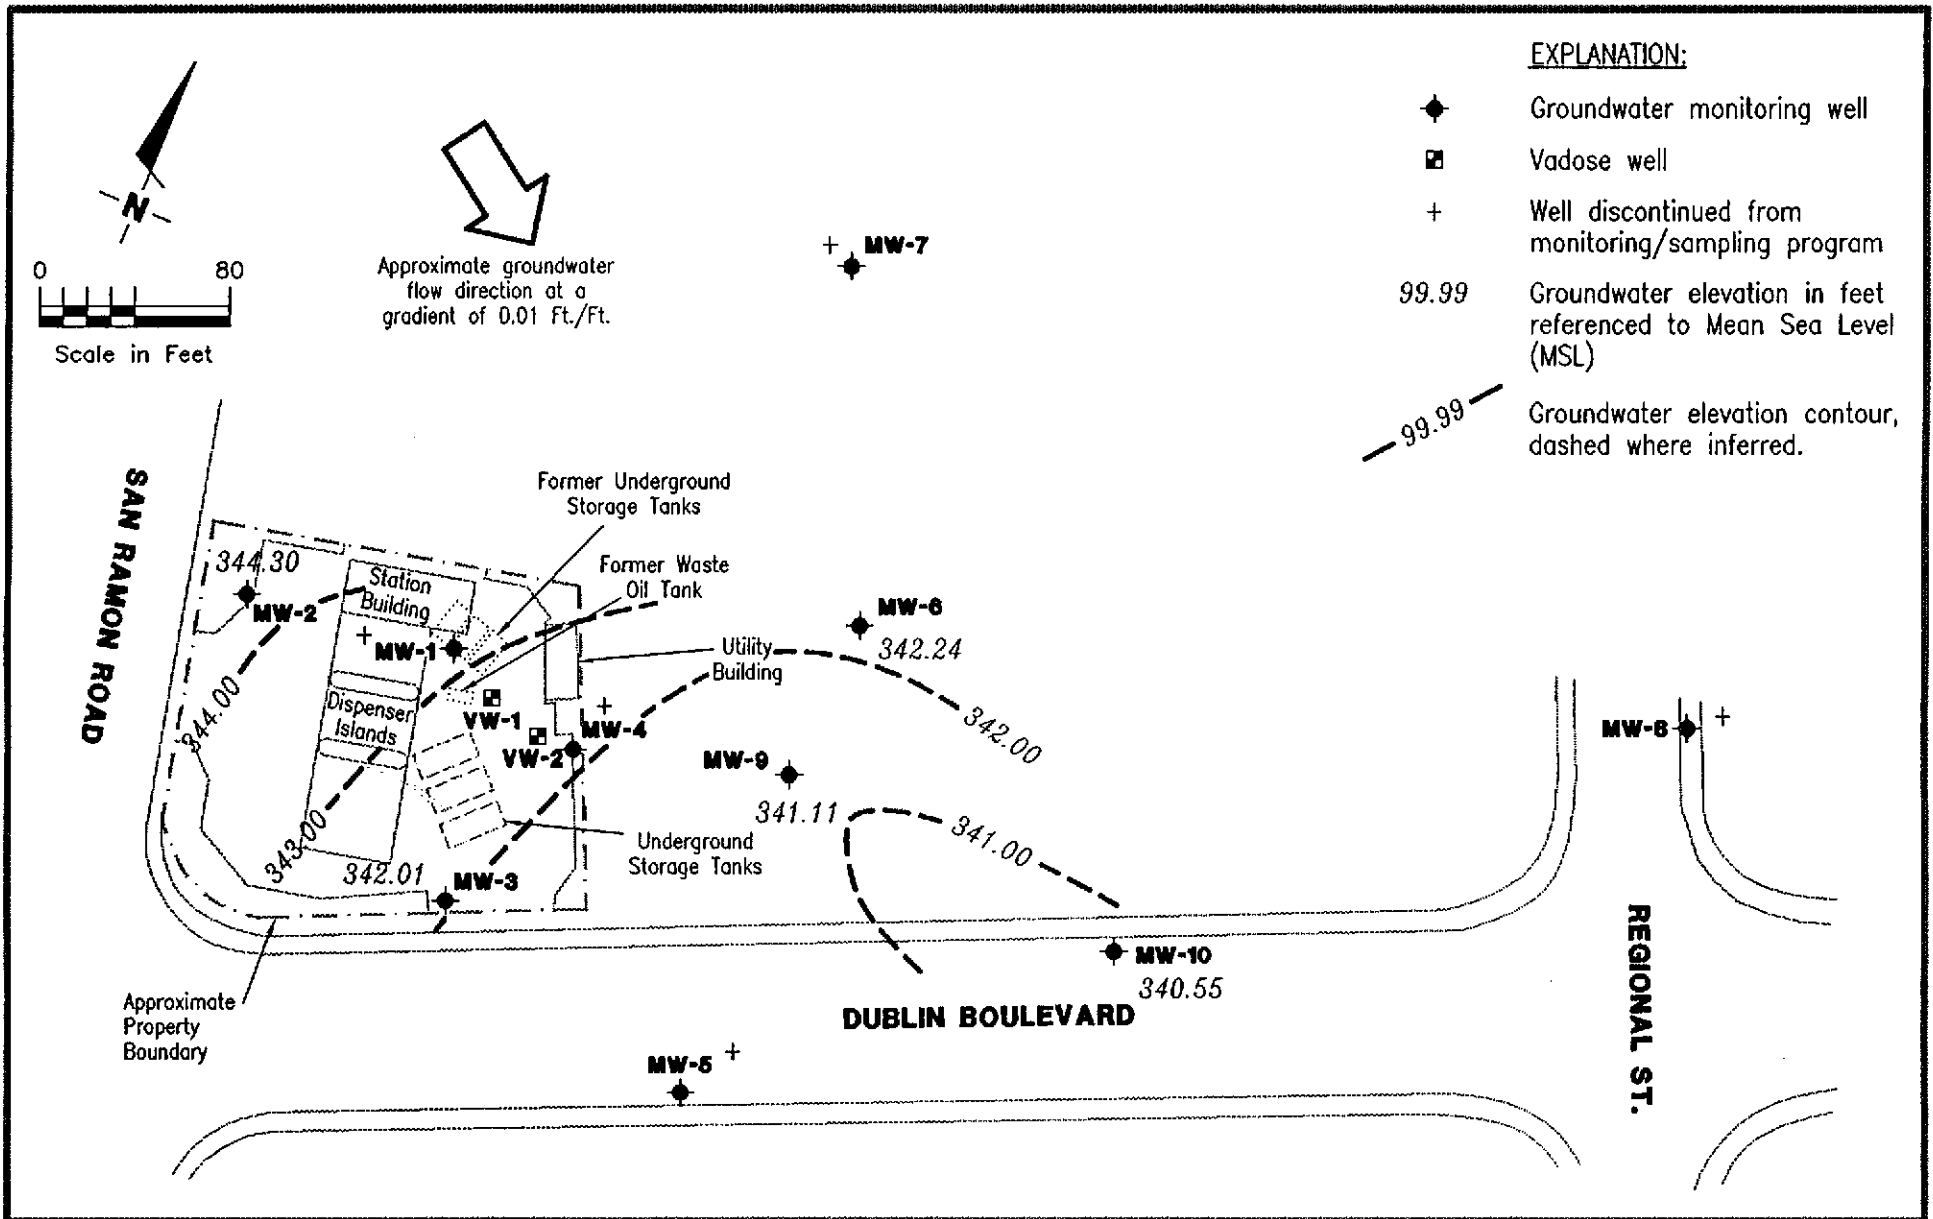 EXPLANATION:
Groundwater monitoring well
Vadose well
+ Well discontinued from
monitoring/sampling program
99.99 Groundwater elevation in feet
referenced to Mean Sea Level
(MSL)
99.99 Groundwater elevation contour,
dashed where inferred.
N
0 80
Scale in Feet
Approximate groundwater
flow direction at a
gradient of 0.01 Ft./Ft.
+ MW-7
SAN RAMON ROAD
Former Underground
Storage Tanks
Former Waste
Oil Tank
344.30
MW-2
Station
Building
+ MW-1
MW-6
342.24
Utility
Building
344.00
Dispenser
Islands
VW-1
VW-2
+
MW-4
342.00
MW-8 +
MW-9
341.11
341.00
343.00
342.01
MW-3
Underground
Storage Tanks
MW-10
340.55
Approximate
Property
Boundary
DUBLIN BOULEVARD
REGIONAL ST.
MW-5 +